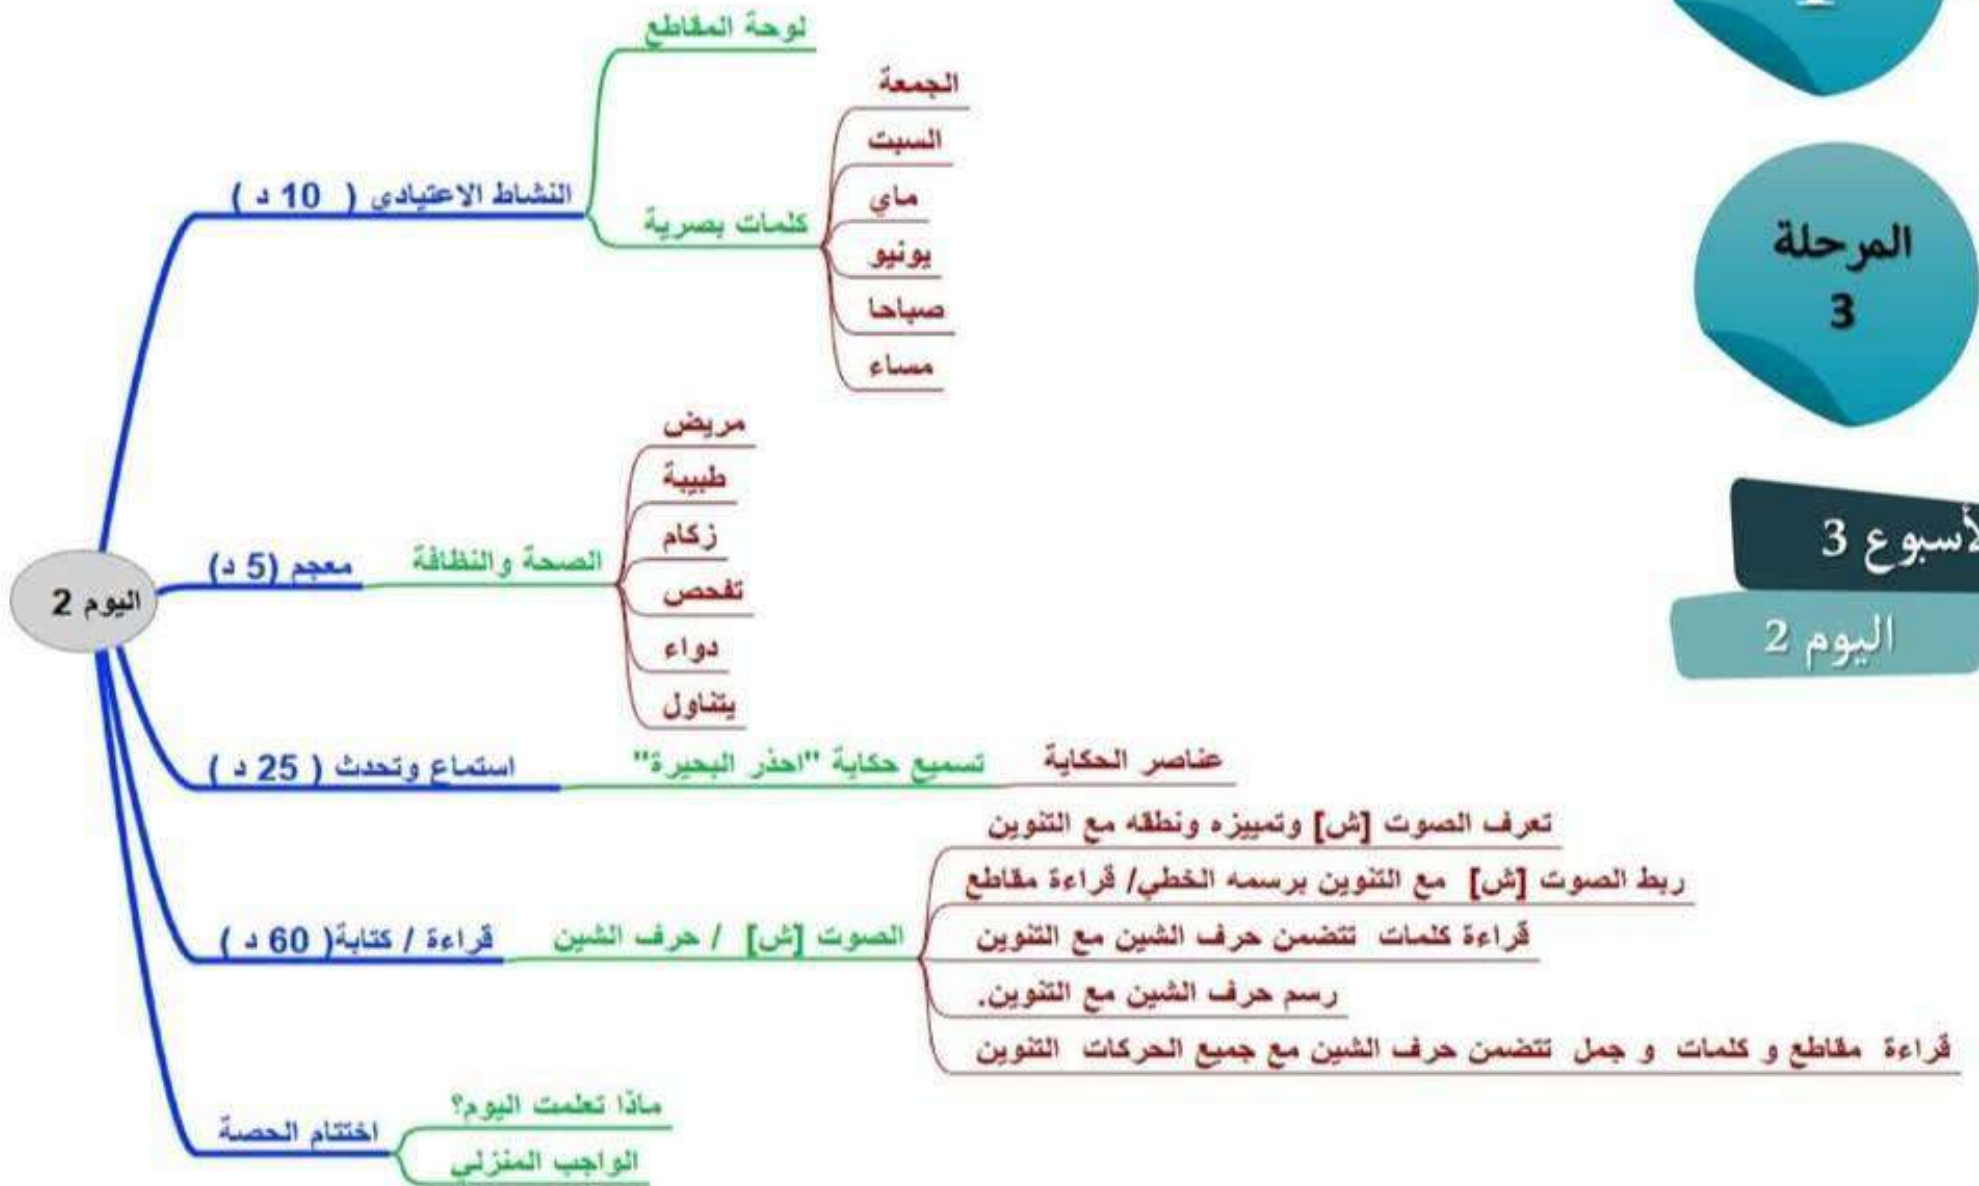 المرحلة
3
الأسبوع 3
اليوم 2
اليوم 2
النشاط الاعتيادي ( 10 د )
لوحة المقاطع
كلمات بصرية
الجمعة
السبت
ماي
يونيو
صباحا
مساء
معجم (5 د)
الصحة والنظافة
مريض
طبيبة
زكام
تفحص
دواء
يتناول
استماع وتحدث ( 25 د )
تسميع حكاية "احذر البحيرة"
عناصر الحكاية
قراءة / كتابة( 60 د )
الصوت [ش] / حرف الشين
تعرف الصوت [ش] وتمييزه ونطقه مع التنوين
ربط الصوت [ش] مع التنوين برسمه الخطي/ قراءة مقاطع
قراءة كلمات تتضمن حرف الشين مع التنوين
رسم حرف الشين مع التنوين.
قراءة مقاطع و كلمات و جمل تتضمن حرف الشين مع جميع الحركات التنوين
اختتام الحصة
ماذا تعلمت اليوم؟
الواجب المنزلي